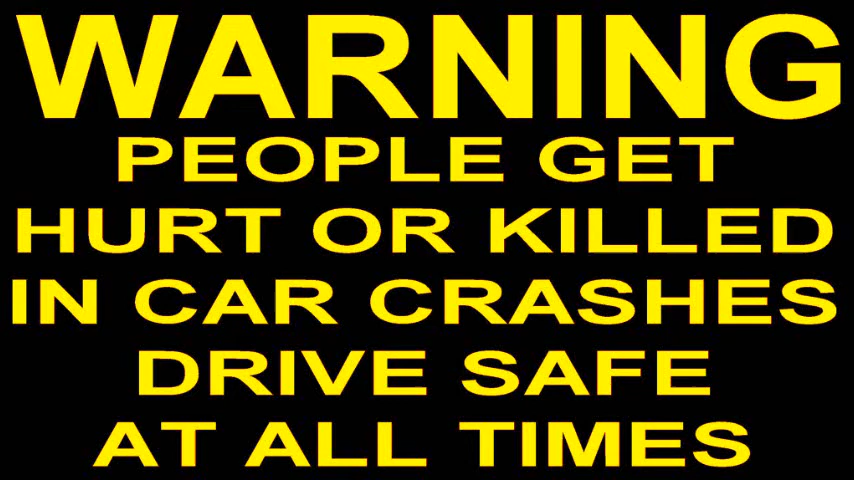 WARNING
PEOPLE GET
HURT OR KILLED
IN CAR CRASHES
DRIVE SAFE
AT ALL TIMES